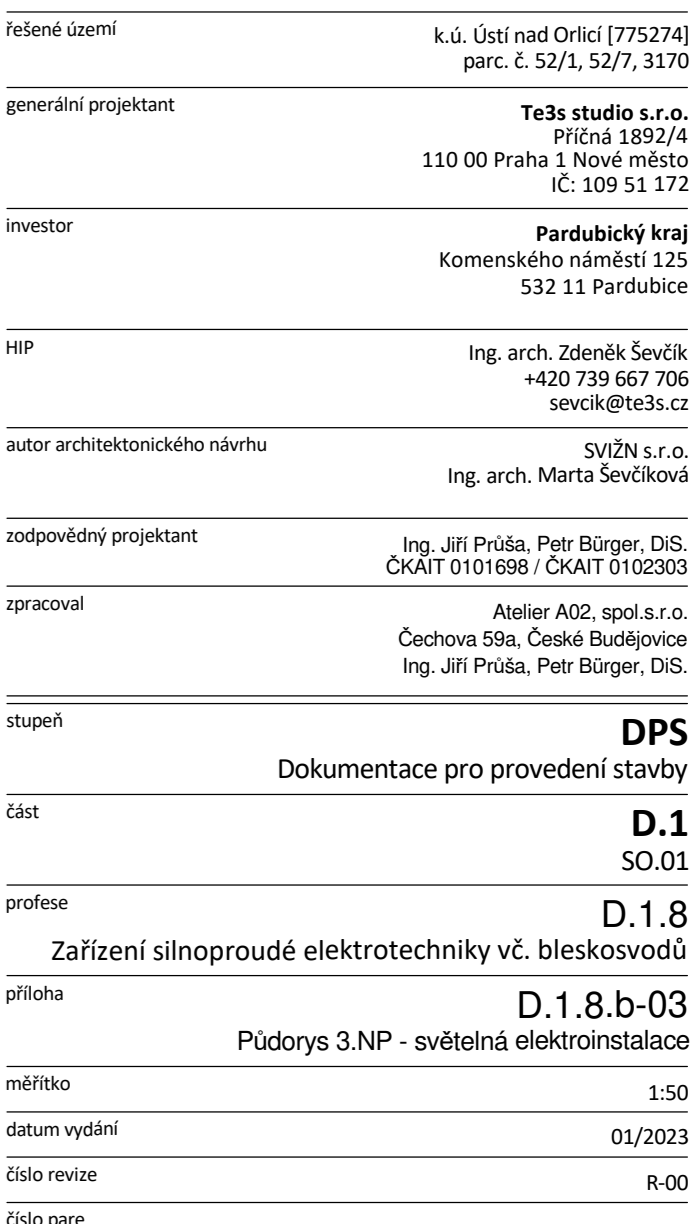 řešené území
k.ú. Ústí nad Orlicí [775274]
parc. č. 52/1, 52/7, 3170
generální projektant
Te3s studio s.r.o.
Příčná 1892/4
110 00 Praha 1 Nové město
IČ: 109 51 172
investor
Pardubický kraj
Komenského náměstí 125
532 11 Pardubice
HIP
Ing. arch. Zdeněk Ševčík
+420 739 667 706
sevcik@te3s.cz
autor architektonického návrhu
SVIŽN s.r.o.
Ing. arch. Marta Ševčíková
zodpovědný projektant
Ing. Jiří Průša, Petr Bürger, DiS.
ČKAIT 0101698 / ČKAIT 0102303
zpracoval
Atelier A02, spol.s.r.o.
Čechova 59a, České Budějovice
Ing. Jiří Průša, Petr Bürger, DiS.
stupeň
DPS
Dokumentace pro provedení stavby
část
D.1
SO.01
profese
D.1.8
Zařízení silnoproudé elektrotechniky vč. bleskosvodů
příloha
D.1.8.b-03
Půdorys 3.NP - světelná elektroinstalace
měřítko
1:50
datum vydání
01/2023
číslo revize
R-00
číslo pare